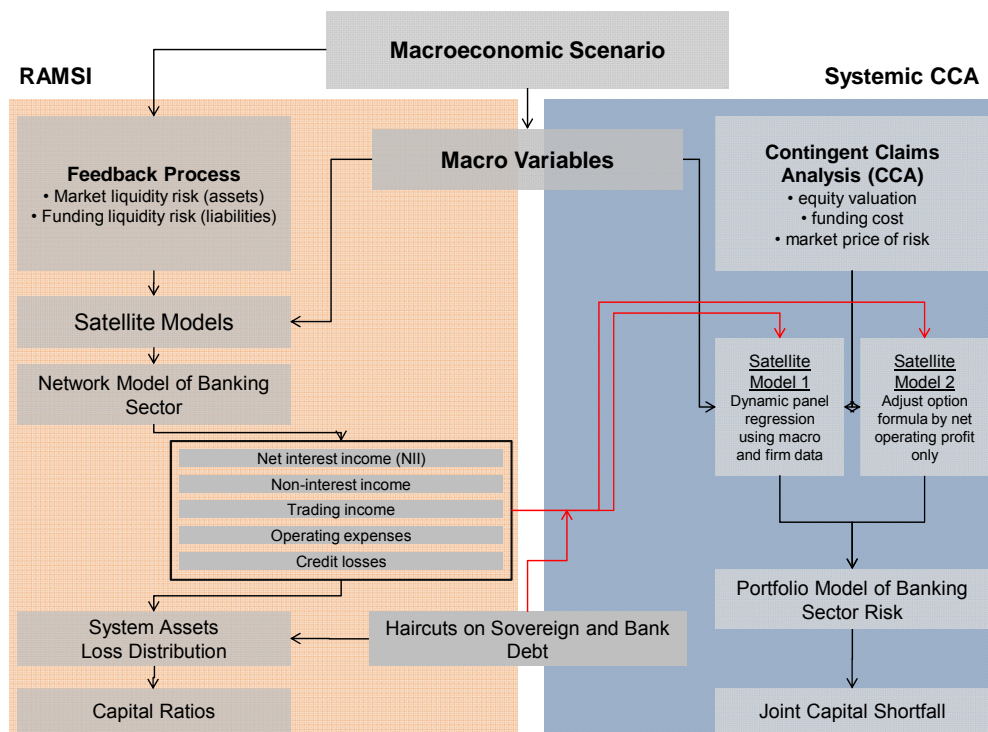 Macroeconomic Scenario
RAMSI
Systemic CCA
Feedback Process
• Market liquidity risk (assets)
• Funding liquidity risk (liabilities)
Macro Variables
Contingent Claims
Analysis (CCA)
• equity valuation
• funding cost
• market price of risk
Satellite Models
Network Model of Banking
Sector
Satellite
Model 1
Dynamic panel
regression
using macro
and firm data
Satellite
Model 2
Adjust option
formula by net
operating profit
only
Net interest income (NII)
Non-interest income
Trading income
Operating expenses
Credit losses
System Assets
Loss Distribution
Haircuts on Sovereign and Bank
Debt
Portfolio Model of Banking
Sector Risk
Capital Ratios
Joint Capital Shortfall